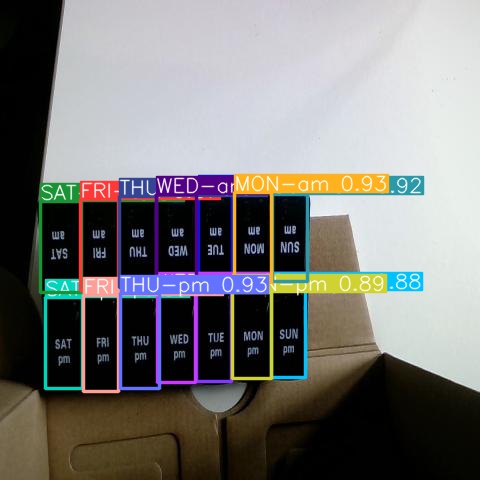 SAT FRI- THU WED-ar MON-am 0.93 .92
SAT am FRI am THU am WED am TUE am MON am SUN am
SAT FRI THU-pm 0.93 -pm 0.89 .88
SAT pm FRI pm THU pm WED pm TUE pm MON pm SUN pm